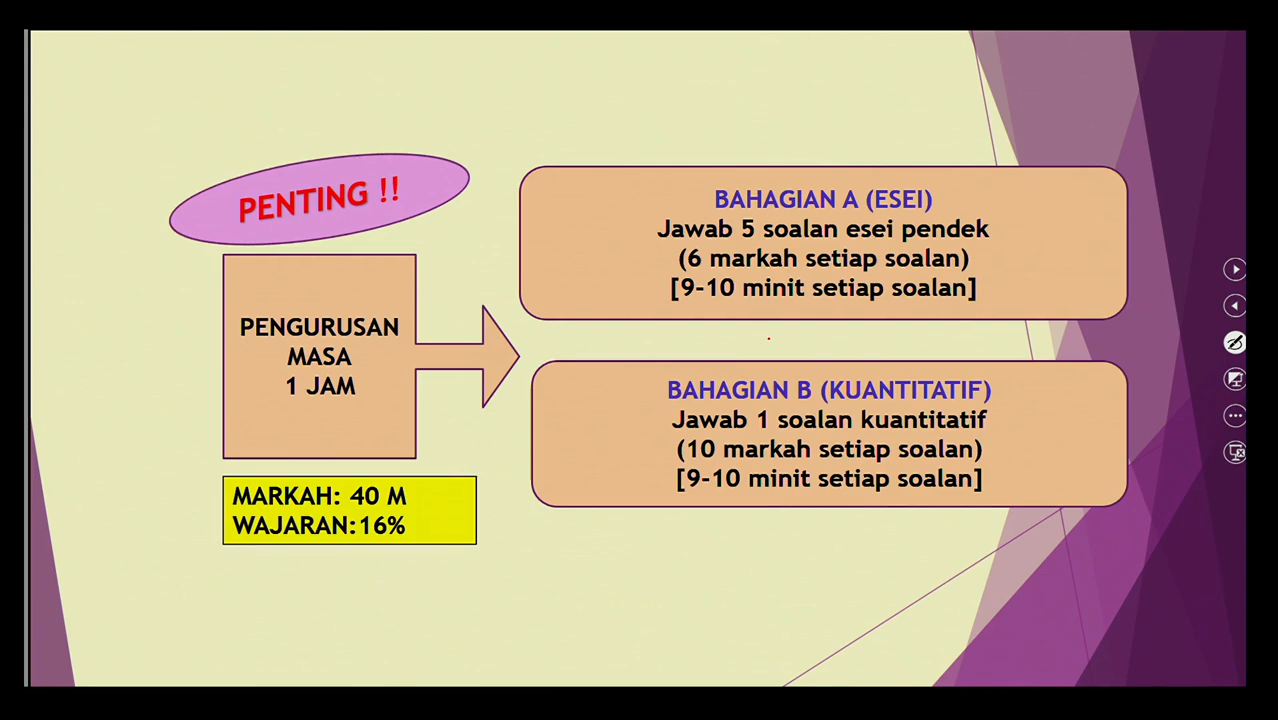 PENTING !!
PENGURUSAN
MASA
1 JAM
MARKAH: 40 M
WAJARAN:16%
BAHAGIAN A (ESEI)
Jawab 5 soalan esei pendek
(6 markah setiap soalan)
[9-10 minit setiap soalan]
BAHAGIAN B (KUANTITATIF)
Jawab 1 soalan kuantitatif
(10 markah setiap soalan)
[9-10 minit setiap soalan]